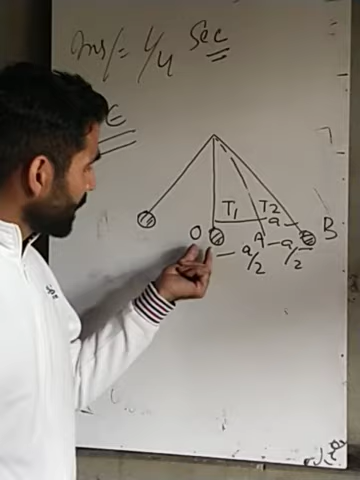 Ans/= 1/4 Sec
E
T1 T2
a
O A B
a/2 a/2